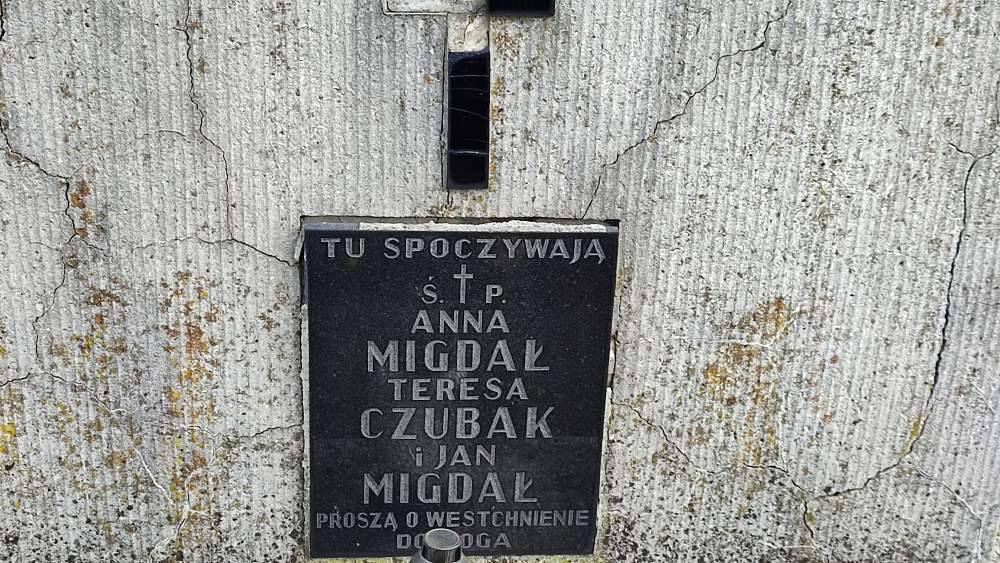 TU SPOCZYWAJĄ
Ś. † P.
ANNA
MIGDAŁ
TERESA
CZUBAK
i JAN
MIGDAŁ
PROSZĄ O WESTCHNIENIE
DO BOGA